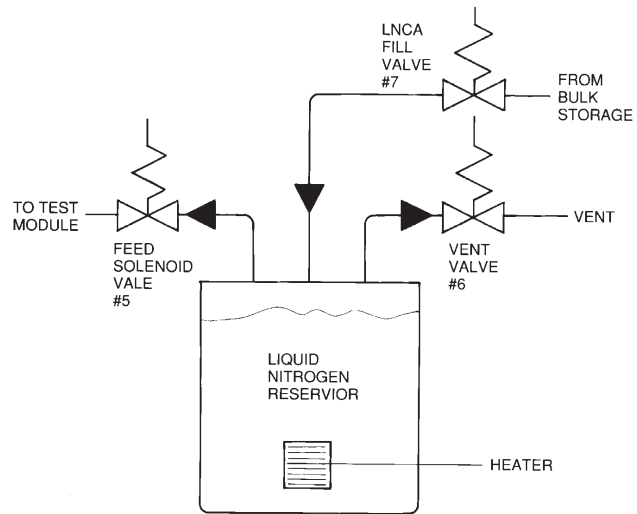 LNCA
FILL
VALVE
#7
FROM
BULK
STORAGE
TO TEST
MODULE
FEED
SOLENOID
VALE
#5
VENT
VENT
VALVE
#6
LIQUID
NITROGEN
RESERVIOR
HEATER